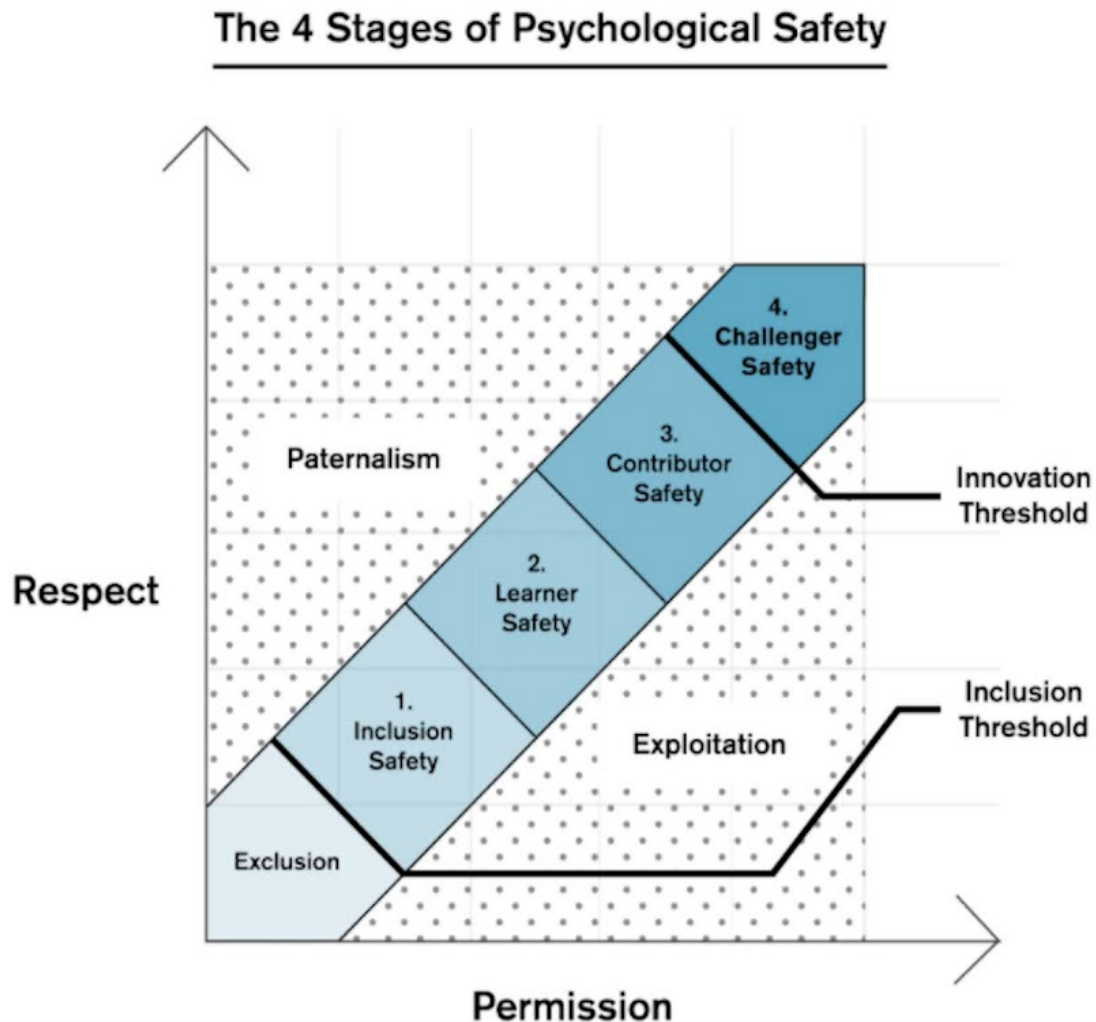 The 4 Stages of Psychological Safety
4.
Challenger
Safety
3.
Contributor
Safety
Paternalism
Innovation
Threshold
2.
Learner
Safety
Respect
1.
Inclusion
Safety
Inclusion
Threshold
Exploitation
Exclusion
Permission